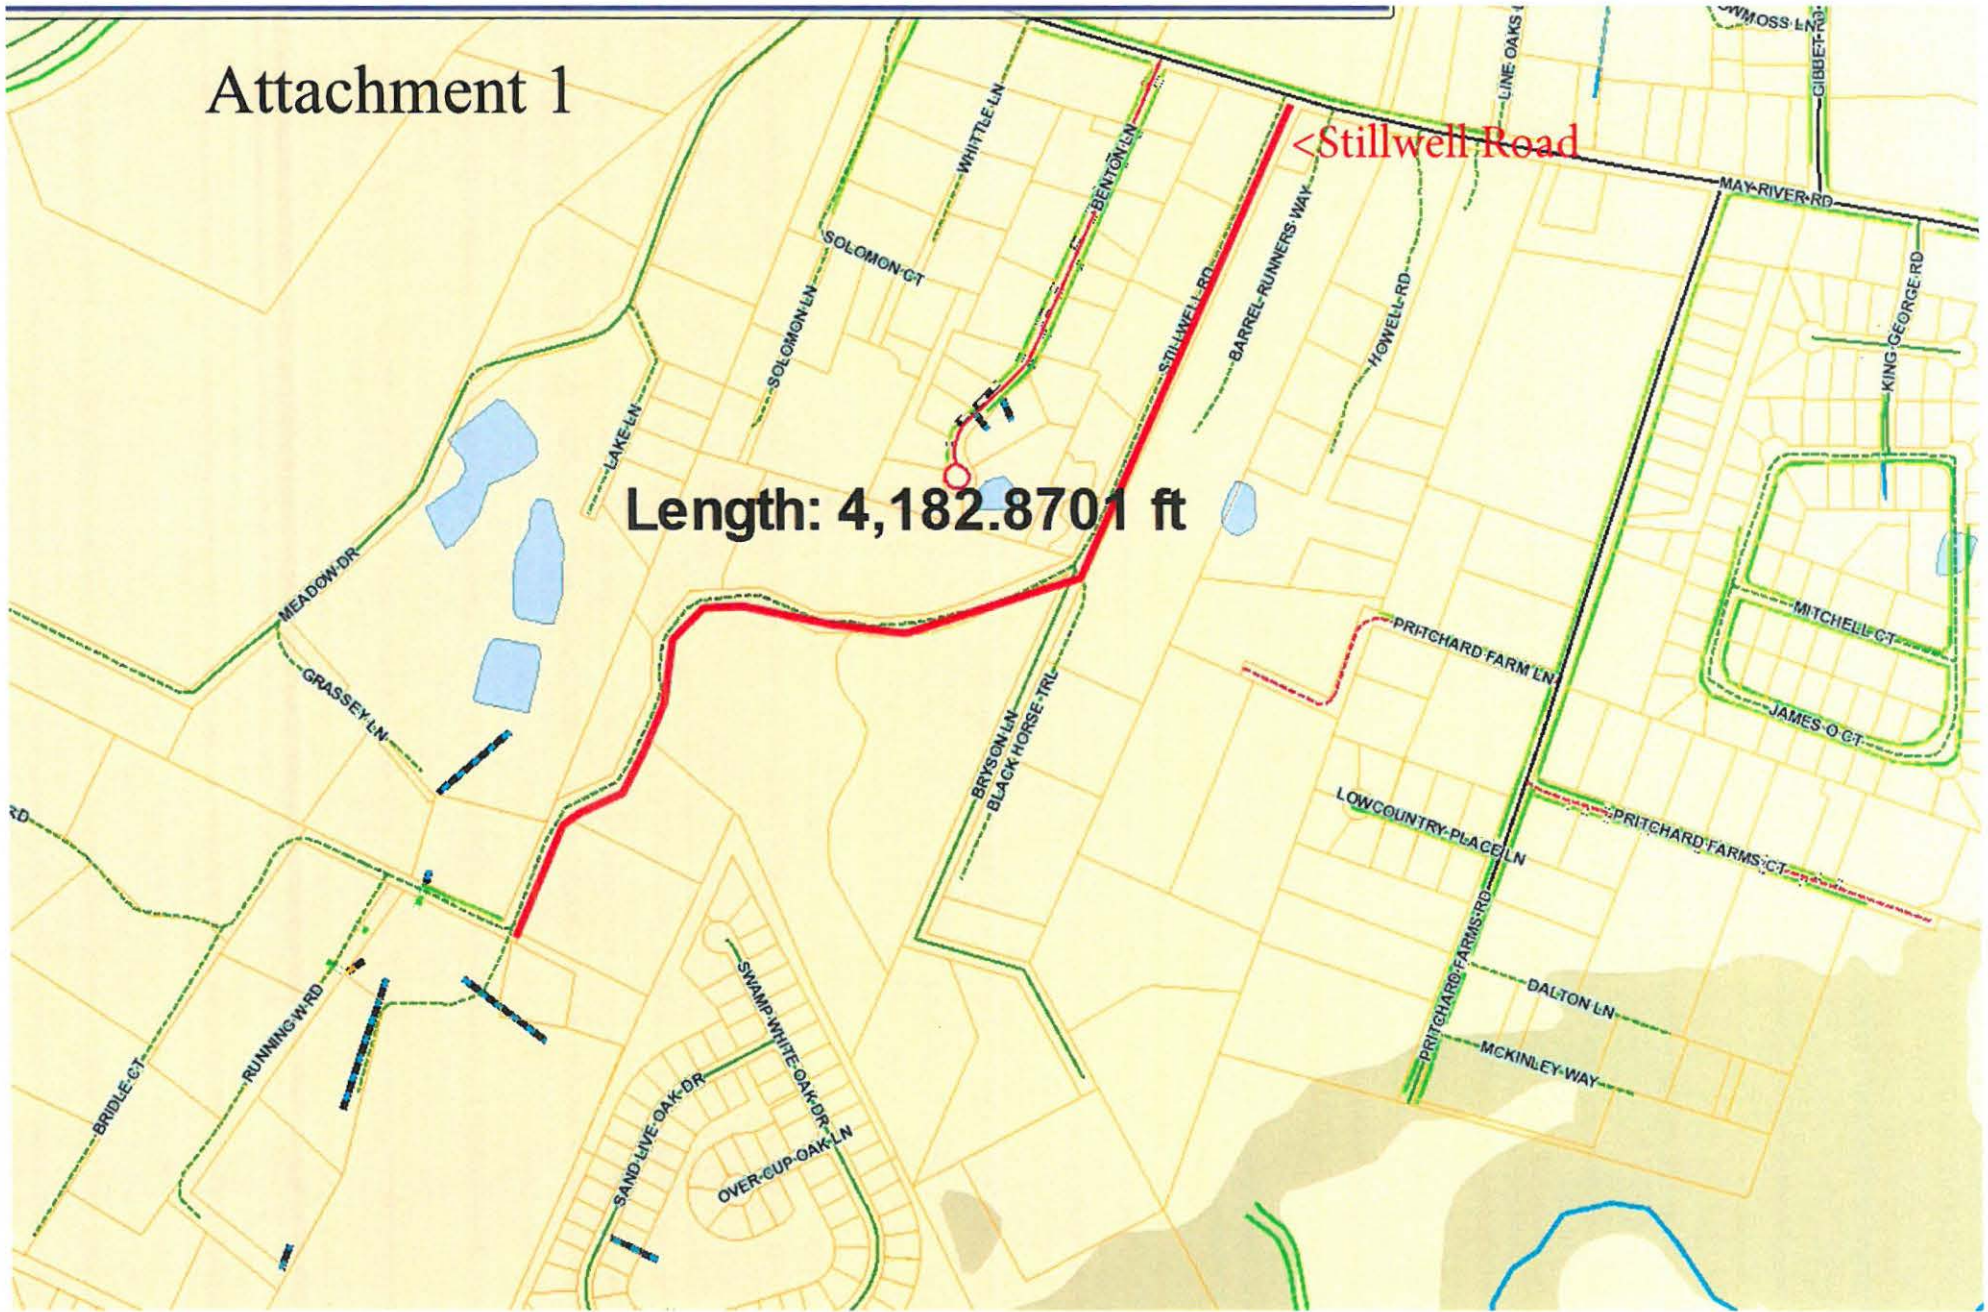 Attachment 1
OWMOSS LN
GIBBET RD
LINE OAKS
<Stillwell Road
MAY RIVER RD
WHITTLE LN
BENTON LN
SOLOMON CT
SOLOMON LN
STILLWELL RD
BARREL RUNNERS WAY
HOWELL RD
KING GEORGE RD
LAKE LN
Length: 4,182.8701 ft
MEADOW DR
GRASSEY LN
PRITCHARD FARM LN
MITCHELL CT
JAMES O CT
BRYSON LN
BLACK HORSE TRL
LOWCOUNTRY PLACE LN
PRITCHARD FARMS CT
RD
PRITCHARD FARMS RD
DALTON LN
MCKINLEY WAY
RUNNING W RD
BRIDLE CT
SWAMP WHITE OAK DR
SAND LIVE OAK DR
OVER CUP OAK LN